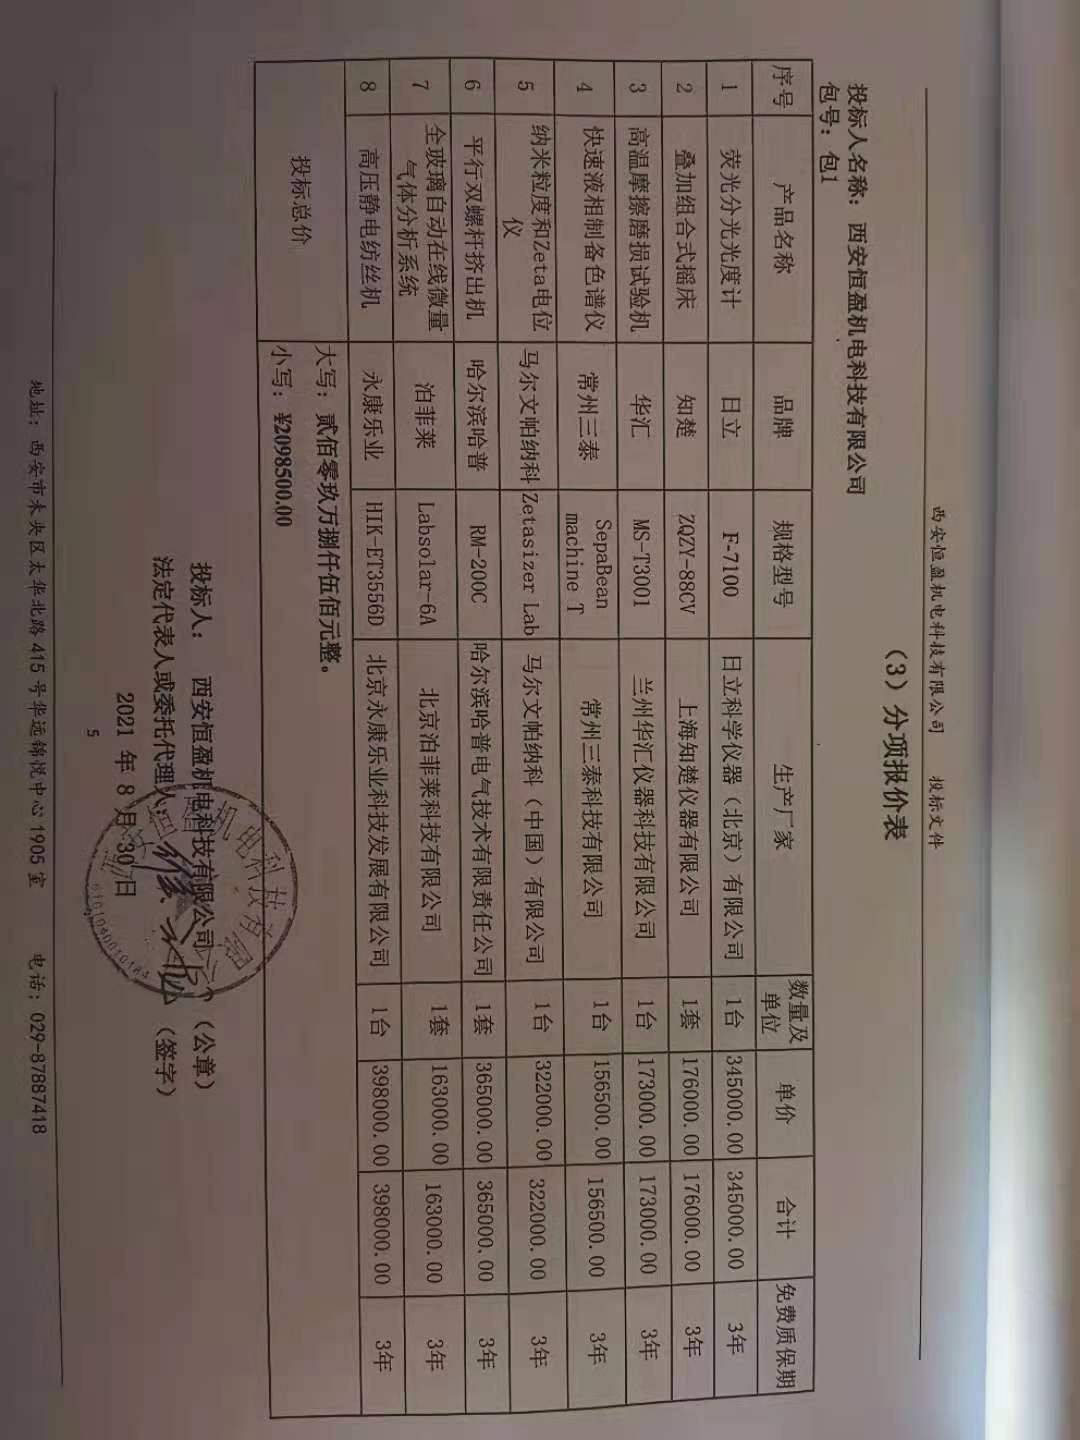 西安恒盈机电科技有限公司 投标文件
（3）分项报价表
投标人名称：西安恒盈机电科技有限公司
包号：包1
序号 产品名称 品牌 规格型号 生产厂家 数量及单位 单价 合计 免费质保期
1 荧光分光光度计 日立 F-7100 日立科学仪器（北京）有限公司 1台 345000.00 345000.00 3年
2 叠加组合式摇床 知楚 ZQZY-88CV 上海知楚仪器有限公司 1套 176000.00 176000.00 3年
3 高温摩擦磨损试验机 华汇 MS-T3001 兰州华汇仪器科技有限公司 1台 173000.00 173000.00 3年
4 快速液相制备色谱仪 常州三泰 SepaBean machine T 常州三泰科技有限公司 1台 156500.00 156500.00 3年
5 纳米粒度和Zeta电位仪 马尔文帕纳科 Zetasizer Lab 马尔文帕纳科（中国）有限公司 1台 322000.00 322000.00 3年
6 平行双螺杆挤出机 哈尔滨哈普 RM-200C 哈尔滨哈普电气技术有限责任公司 1套 365000.00 365000.00 3年
7 全玻璃自动在线微量气体分析系统 泊菲莱 Labsolar-6A 北京泊菲莱科技有限公司 1套 163000.00 163000.00 3年
8 高压静电纺丝机 永康乐业 HIK-ET3556D 北京永康乐业科技发展有限公司 1台 398000.00 398000.00 3年
投标总价 大写：贰佰零玖万捌仟伍佰元整。
小写：¥2098500.00
投标人： 西安恒盈机电科技有限公司 （公章）
法定代表人或委托代理人： （签字）
2021 年 8 月 30 日
5
地址：西安市未央区太华北路 415 号华远锦悦中心 1905 室 电话：029-87887418